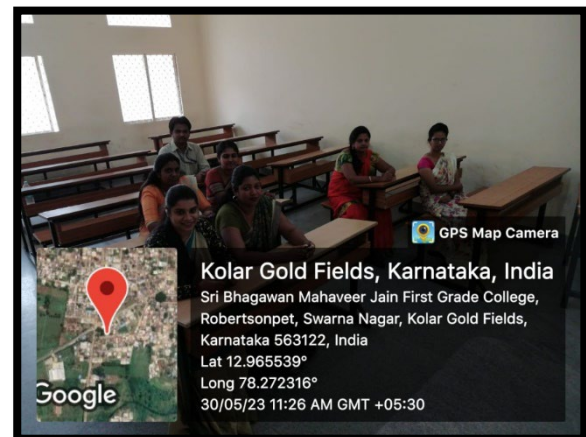 GPS Map Camera
Kolar Gold Fields, Karnataka, India
Sri Bhagawan Mahaveer Jain First Grade College,
Robertsonpet, Swarna Nagar, Kolar Gold Fields,
Karnataka 563122, India
Lat 12.965539°
Long 78.272316°
30/05/23 11:26 AM GMT +05:30
Google